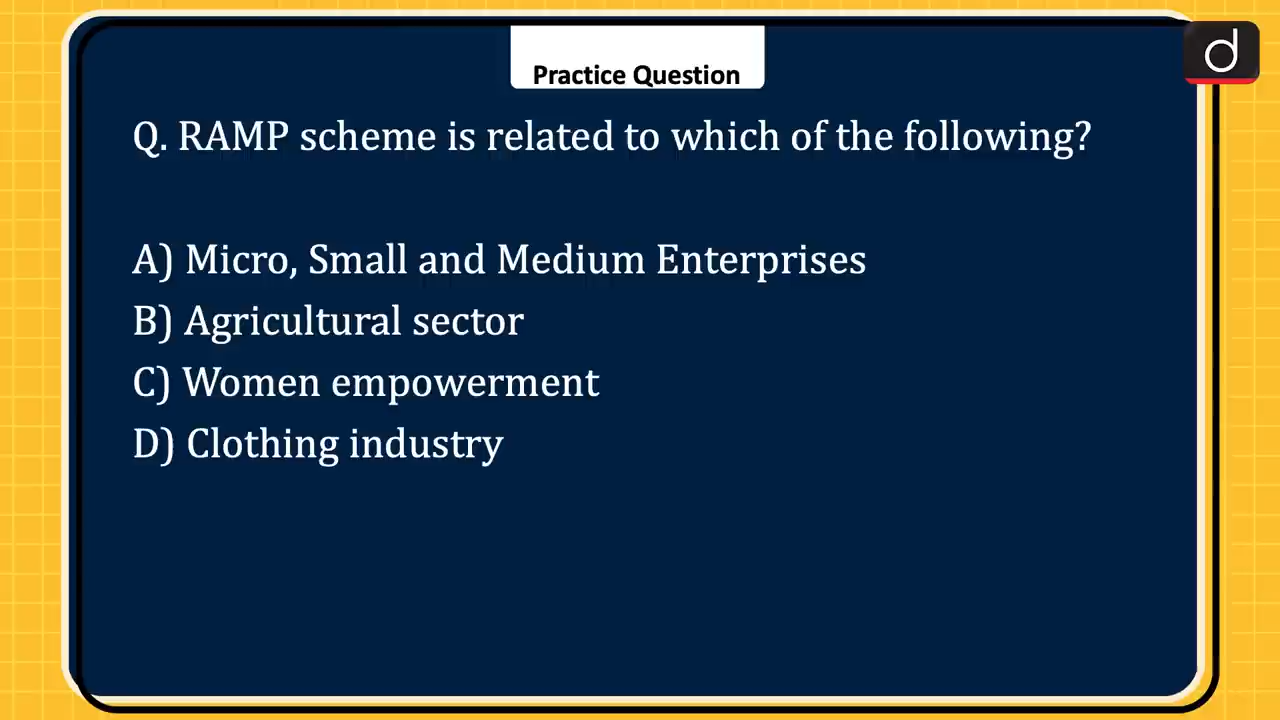 Practice Question
d
Q. RAMP scheme is related to which of the following?
A) Micro, Small and Medium Enterprises
B) Agricultural sector
C) Women empowerment
D) Clothing industry